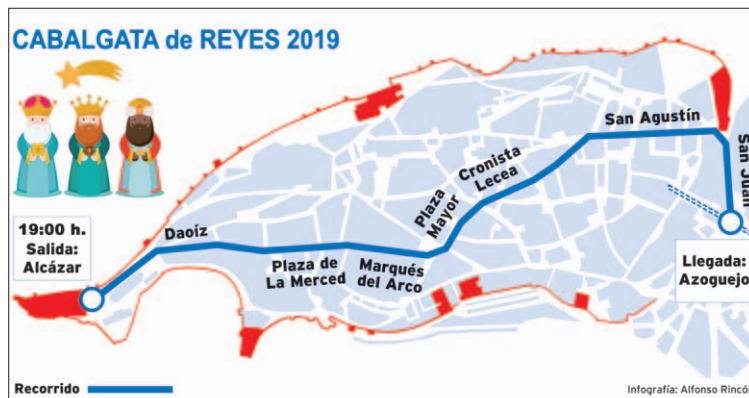 CABALGATA de REYES 2019
San Agustín
San Juan
Cronista
Lecea
Plaza
Mayor
19:00 h.
Salida:
Alcázar
Daoíz
Plaza de
La Merced
Marqués
del Arco
Llegada:
Azoguejo
Recorrido
Infografía: Alfonso Rincón